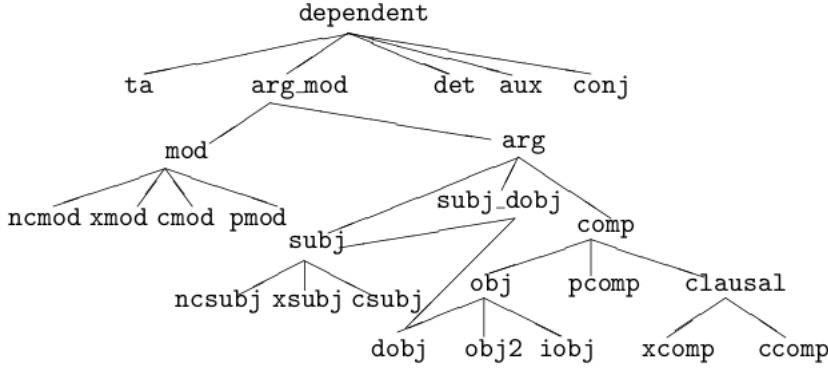 dependent
ta arg_mod det aux conj
mod arg
ncmod xmod cmod pmod subj_dobj
subj comp
ncsubj xsubj csubj obj pcomp clausal
dobj obj2 iobj xcomp ccomp